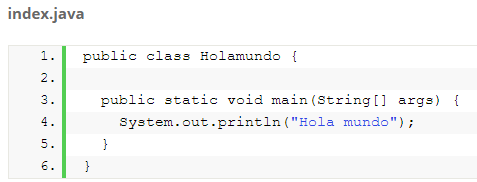 index.java
1. public class Holamundo {
2.
3.   public static void main(String[] args) {
4.     System.out.println("Hola mundo");
5.   }
6. }